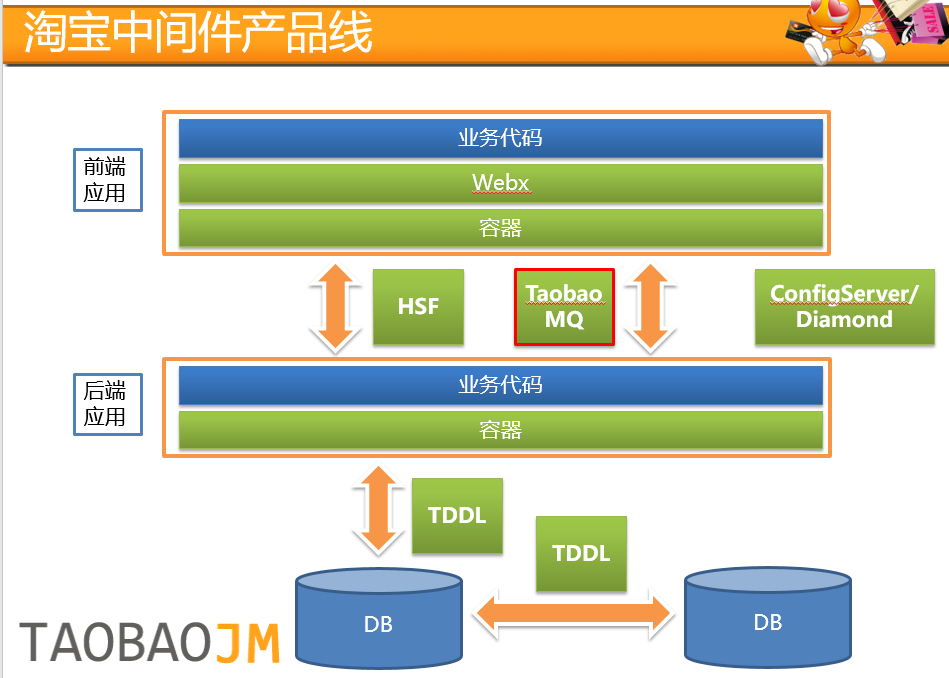 淘宝中间件产品线
SALE
业务代码
前端
应用
Webx
容器
HSF
Taobao
MQ
ConfigServer/
Diamond
业务代码
后端
应用
容器
TDDL
TDDL
DB
DB
TAOBAOJM